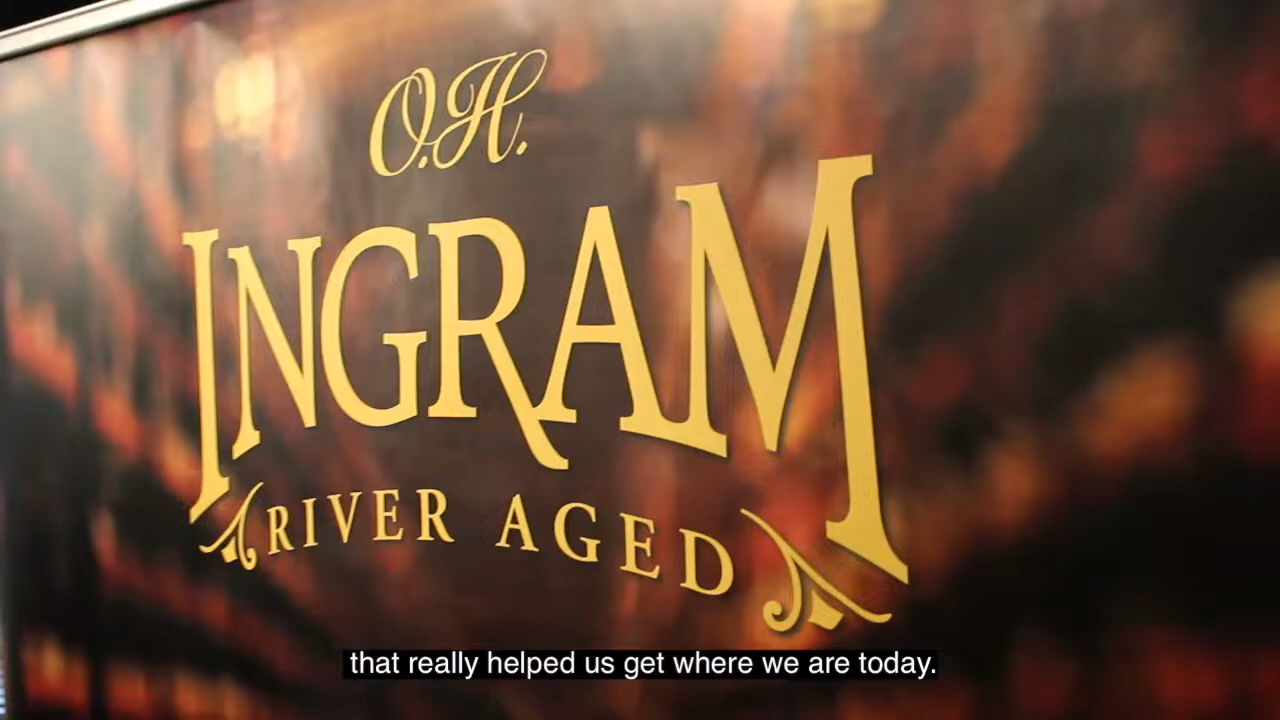 O.H.
INGRAM
RIVER AGED
that really helped us get where we are today.